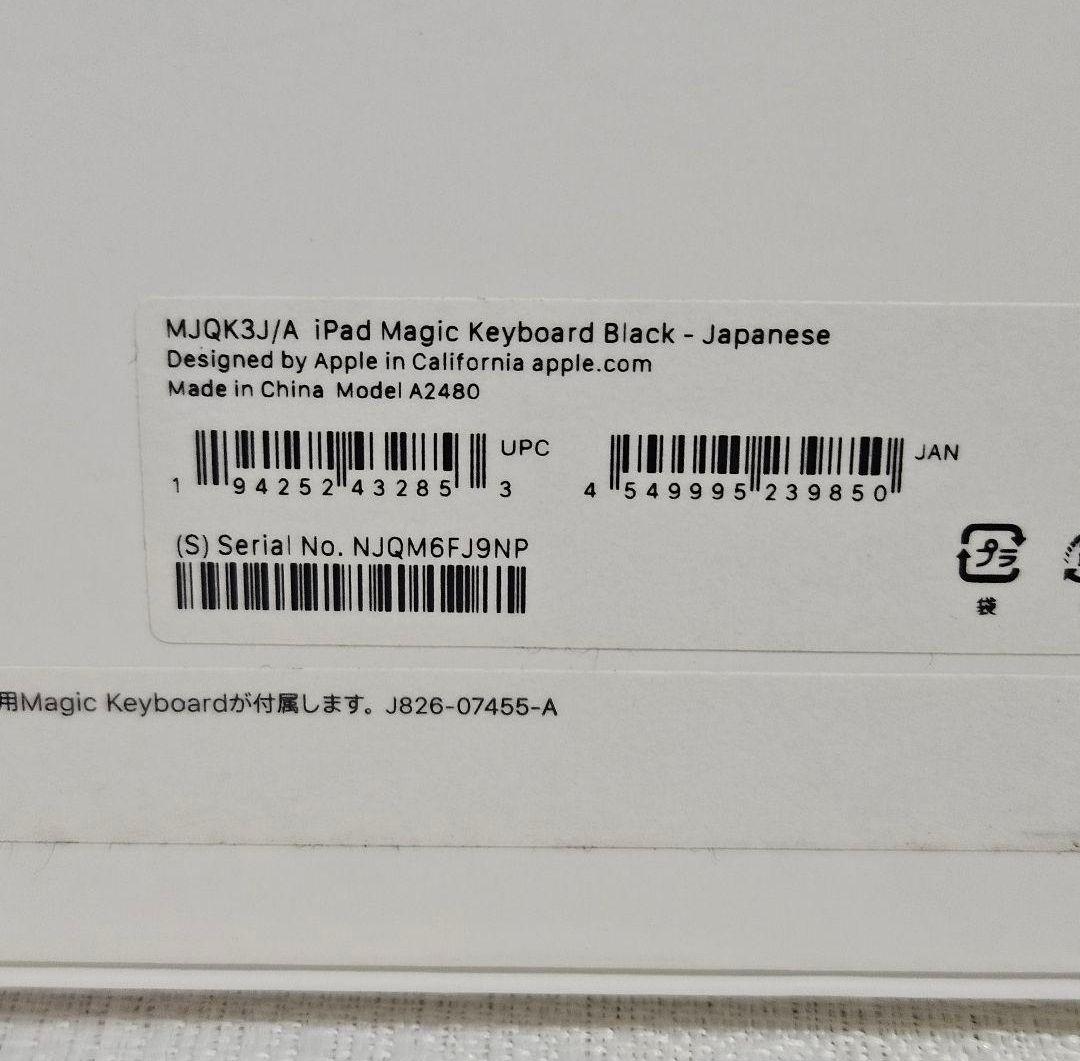 MJQK3J/A iPad Magic Keyboard Black - Japanese
Designed by Apple in California apple.com
Made in China Model A2480
UPC
1 94252 43285 3
JAN
4 549995 239850
(S) Serial No. NJQM6FJ9NP
プラ
袋
用Magic Keyboardが付属します。J826-07455-A